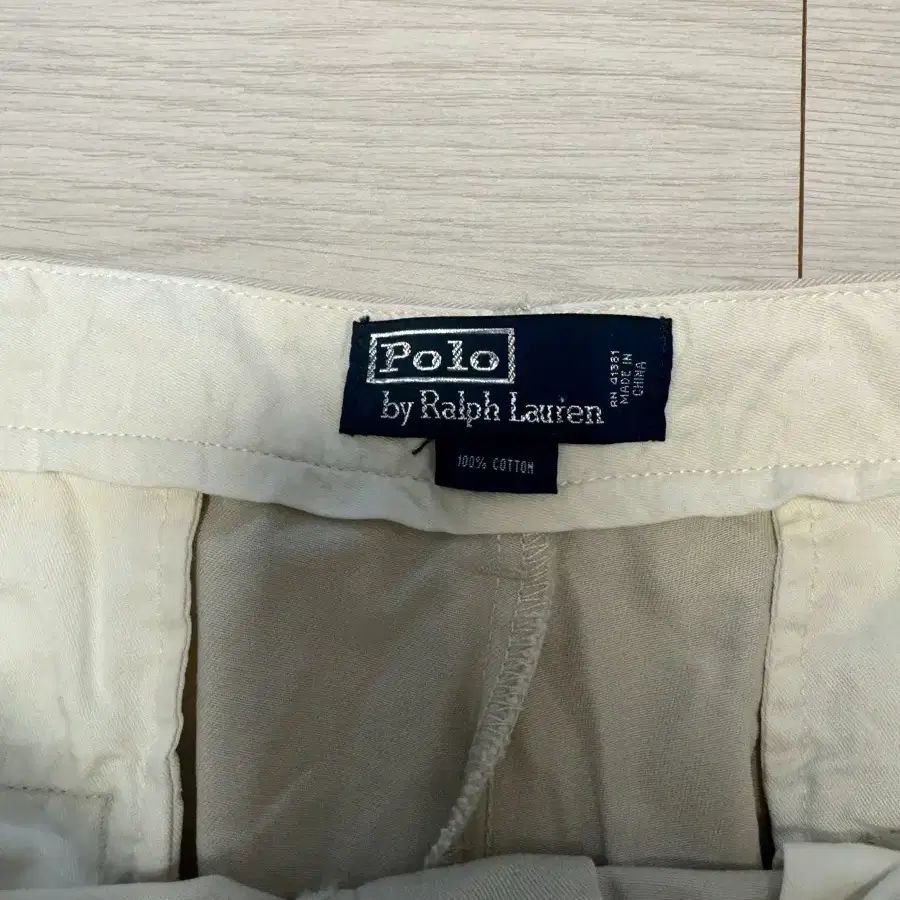 Polo
by Ralph Lauren
RN 41381
MADE IN
CHINA
100% COTTON